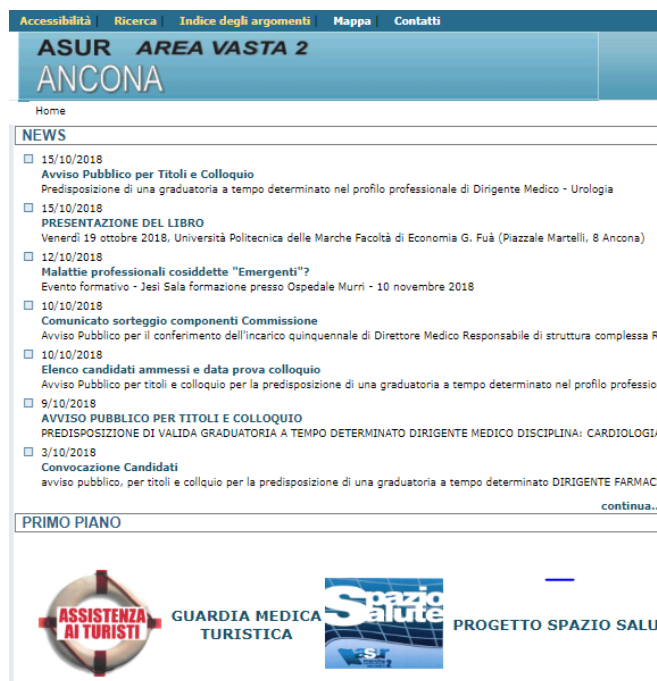 Accessibilità | Ricerca | Indice degli argomenti | Mappa | Contatti
ASUR AREA VASTA 2
ANCONA
Home
NEWS
15/10/2018
Avviso Pubblico per Titoli e Colloquio
Predisposizione di una graduatoria a tempo determinato nel profilo professionale di Dirigente Medico - Urologia
15/10/2018
PRESENTAZIONE DEL LIBRO
Venerdì 19 ottobre 2018, Università Politecnica delle Marche Facoltà di Economia G. Fuà (Piazzale Martelli, 8 Ancona)
12/10/2018
Malattie professionali cosiddette "Emergenti"?
Evento formativo - Jesi Sala formazione presso Ospedale Murri - 10 novembre 2018
10/10/2018
Comunicato sorteggio componenti Commissione
Avviso Pubblico per il conferimento dell'incarico quinquennale di Direttore Medico Responsabile di struttura complessa R
10/10/2018
Elenco candidati ammessi e data prova colloquio
Avviso Pubblico per titoli e colloquio per la predisposizione di una graduatoria a tempo determinato nel profilo professio
9/10/2018
AVVISO PUBBLICO PER TITOLI E COLLOQUIO
PREDISPOSIZIONE DI VALIDA GRADUATORIA A TEMPO DETERMINATO DIRIGENTE MEDICO DISCIPLINA: CARDIOLOGIA
3/10/2018
Convocazione Candidati
avviso pubblico, per titoli e collquio per la predisposizione di una graduatoria a tempo determinato DIRIGENTE FARMAC
continua..
PRIMO PIANO
ASSISTENZA
AI TURISTI
GUARDIA MEDICA
TURISTICA
Spazio
Salute
asur
2
PROGETTO SPAZIO SALU